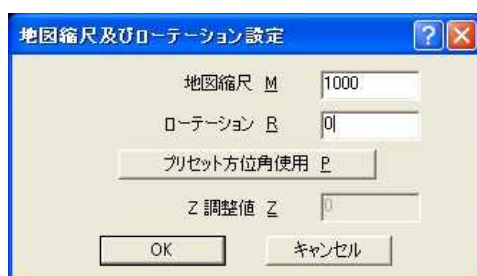 地図縮尺及びローテーション設定
地図縮尺 M 1000
ローテーション R 0
プリセット方位角使用 P
Z 調整値 Z 0
OK キャンセル